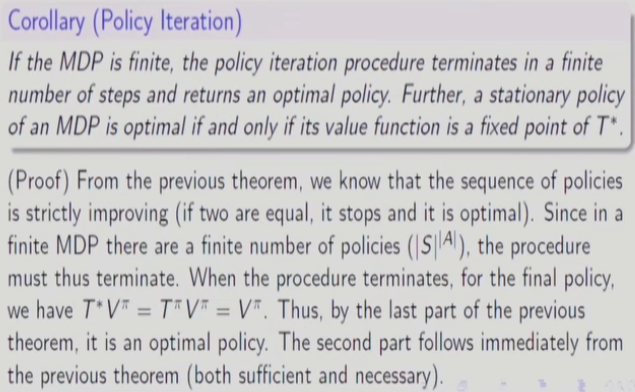 Corollary (Policy Iteration)
If the MDP is finite, the policy iteration procedure terminates in a finite
number of steps and returns an optimal policy. Further, a stationary policy
of an MDP is optimal if and only if its value function is a fixed point of T*.
(Proof) From the previous theorem, we know that the sequence of policies
is strictly improving (if two are equal, it stops and it is optimal). Since in a
finite MDP there are a finite number of policies (|S|^|A|), the procedure
must thus terminate. When the procedure terminates, for the final policy,
we have T*V^π = T^πV^π = V^π. Thus, by the last part of the previous
theorem, it is an optimal policy. The second part follows immediately from
the previous theorem (both sufficient and necessary).